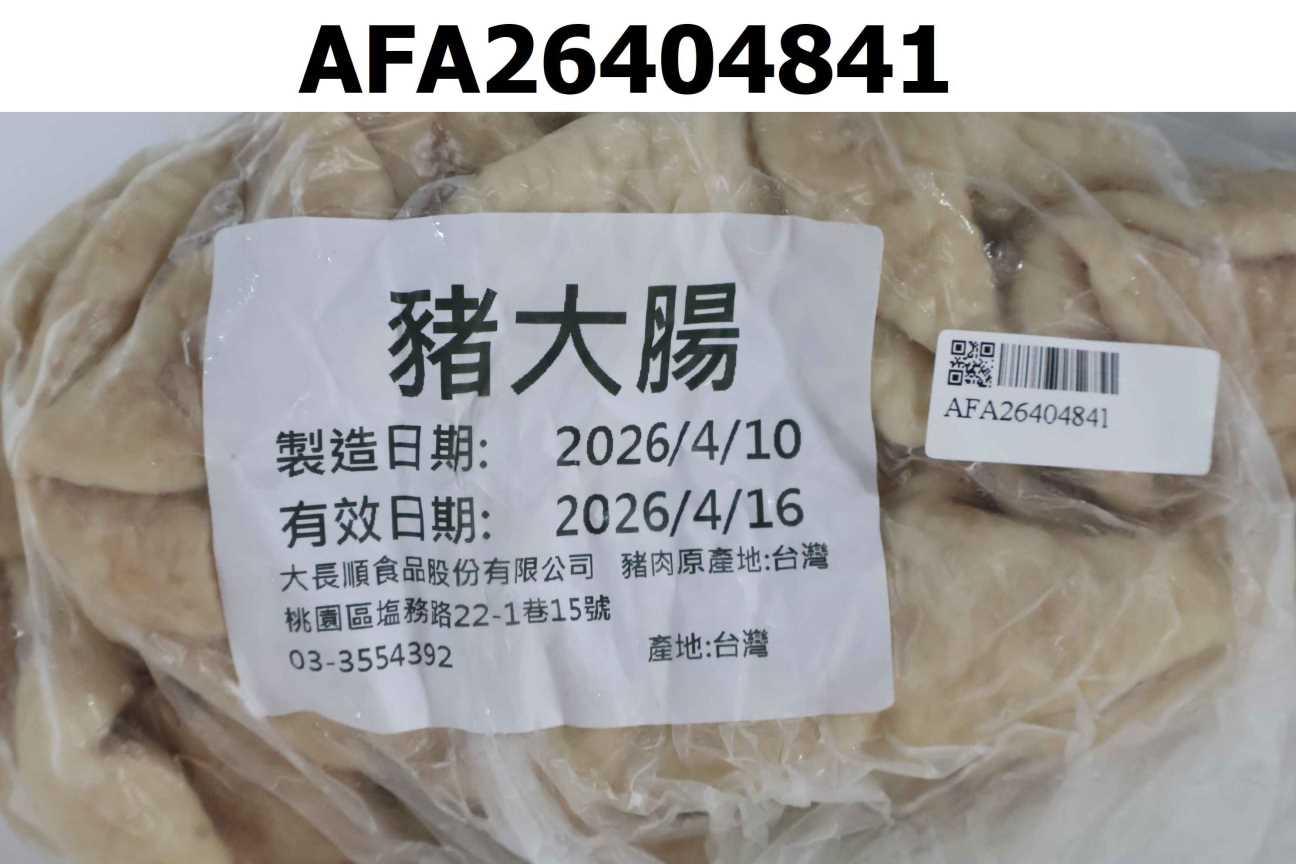 AFA26404841
豬大腸
製造日期: 2026/4/10
有效日期: 2026/4/16
大長順食品股份有限公司 豬肉原產地:台灣
桃園區塩務路22-1巷15號
03-3554392 產地:台灣
AFA26404841